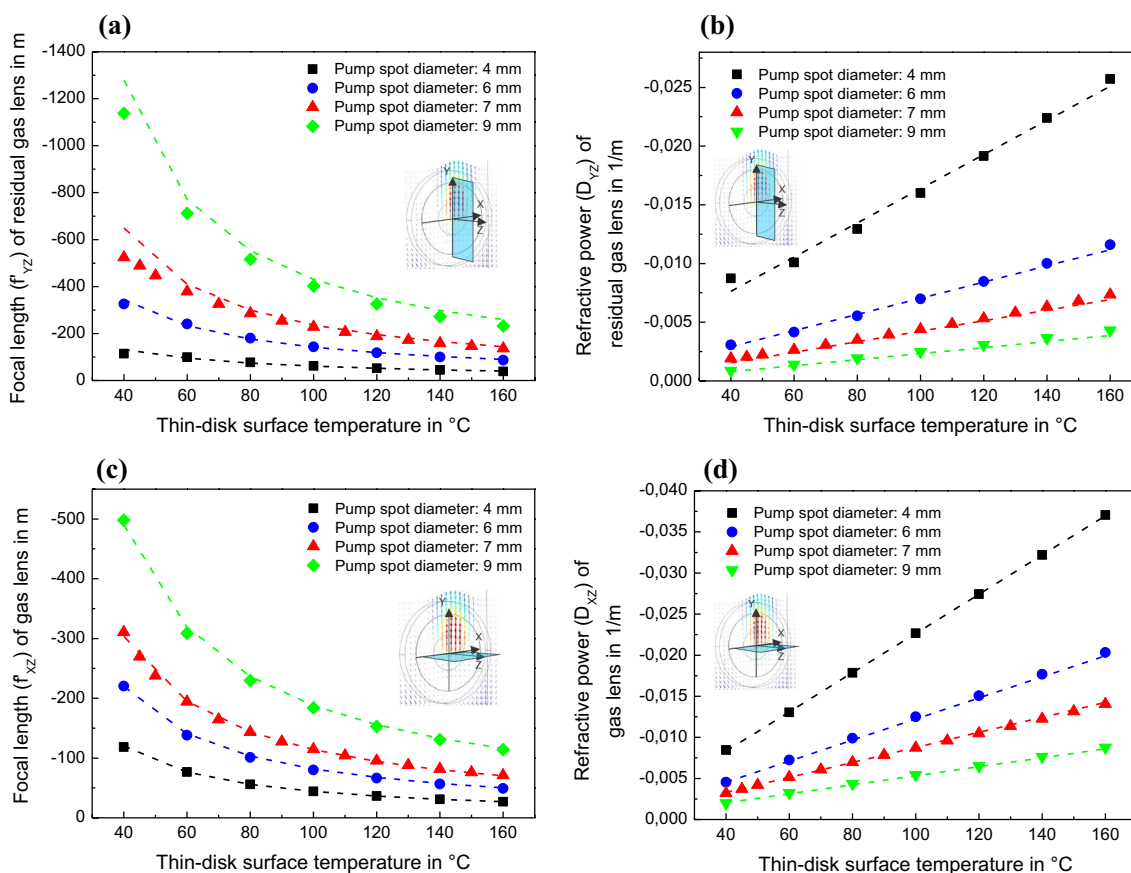 (a)
Focal length (f'YZ) of residual gas lens in m
-1400
-1200
-1000
-800
-600
-400
-200
0
Pump spot diameter: 4 mm
Pump spot diameter: 6 mm
Pump spot diameter: 7 mm
Pump spot diameter: 9 mm
Y
X
Z
40 60 80 100 120 140 160
Thin-disk surface temperature in °C
(b)
Refractive power (DYZ) of
residual gas lens in 1/m
-0,025
-0,020
-0,015
-0,010
-0,005
0,000
Pump spot diameter: 4 mm
Pump spot diameter: 6 mm
Pump spot diameter: 7 mm
Pump spot diameter: 9 mm
Y
X
Z
40 60 80 100 120 140 160
Thin-disk surface temperature in °C
(c)
Focal length (f'XZ) of gas lens in m
-500
-400
-300
-200
-100
0
Pump spot diameter: 4 mm
Pump spot diameter: 6 mm
Pump spot diameter: 7 mm
Pump spot diameter: 9 mm
Y
X
Z
40 60 80 100 120 140 160
Thin-disk surface temperature in °C
(d)
Refractive power (DXZ) of
gas lens in 1/m
-0,040
-0,035
-0,030
-0,025
-0,020
-0,015
-0,010
-0,005
0,000
Pump spot diameter: 4 mm
Pump spot diameter: 6 mm
Pump spot diameter: 7 mm
Pump spot diameter: 9 mm
Y
X
Z
40 60 80 100 120 140 160
Thin-disk surface temperature in °C